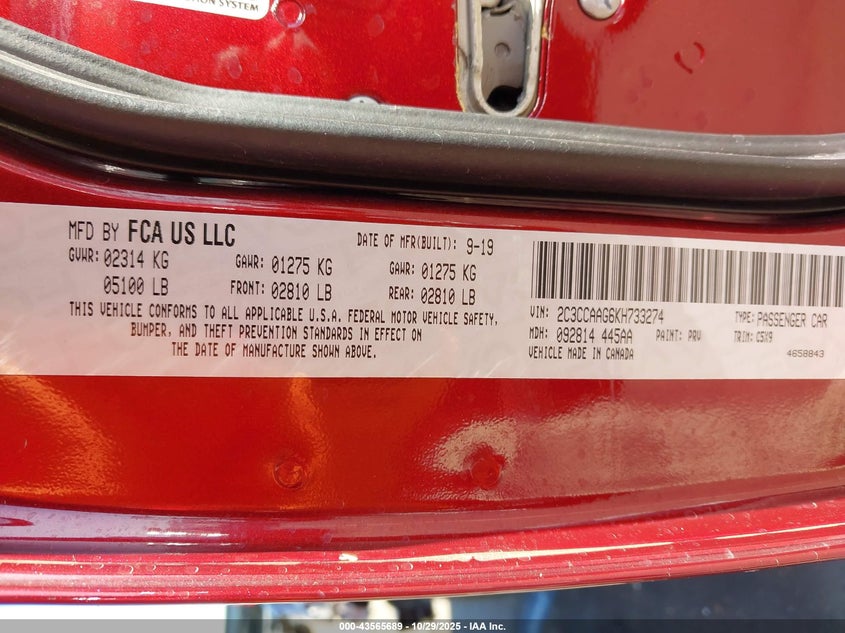 SYSTEM
MFD BY FCA US LLC
DATE OF MFR(BUILT): 9-19
GVWR: 02314 KG
GAWR: 01275 KG
GAWR: 01275 KG
05100 LB
FRONT: 02810 LB
REAR: 02810 LB
THIS VEHICLE CONFORMS TO ALL APPLICABLE U.S.A. FEDERAL MOTOR VEHICLE SAFETY,
BUMPER, AND THEFT PREVENTION STANDARDS IN EFFECT ON
THE DATE OF MANUFACTURE SHOWN ABOVE.
VIN: 2C3CCAAG6KH733274
TYPE: PASSENGER CAR
MDH: 092814 445AA
PAINT: PRV
TRIM: C5X9
VEHICLE MADE IN CANADA
4658843
000-43565689 - 10/29/2025 - IAA Inc.